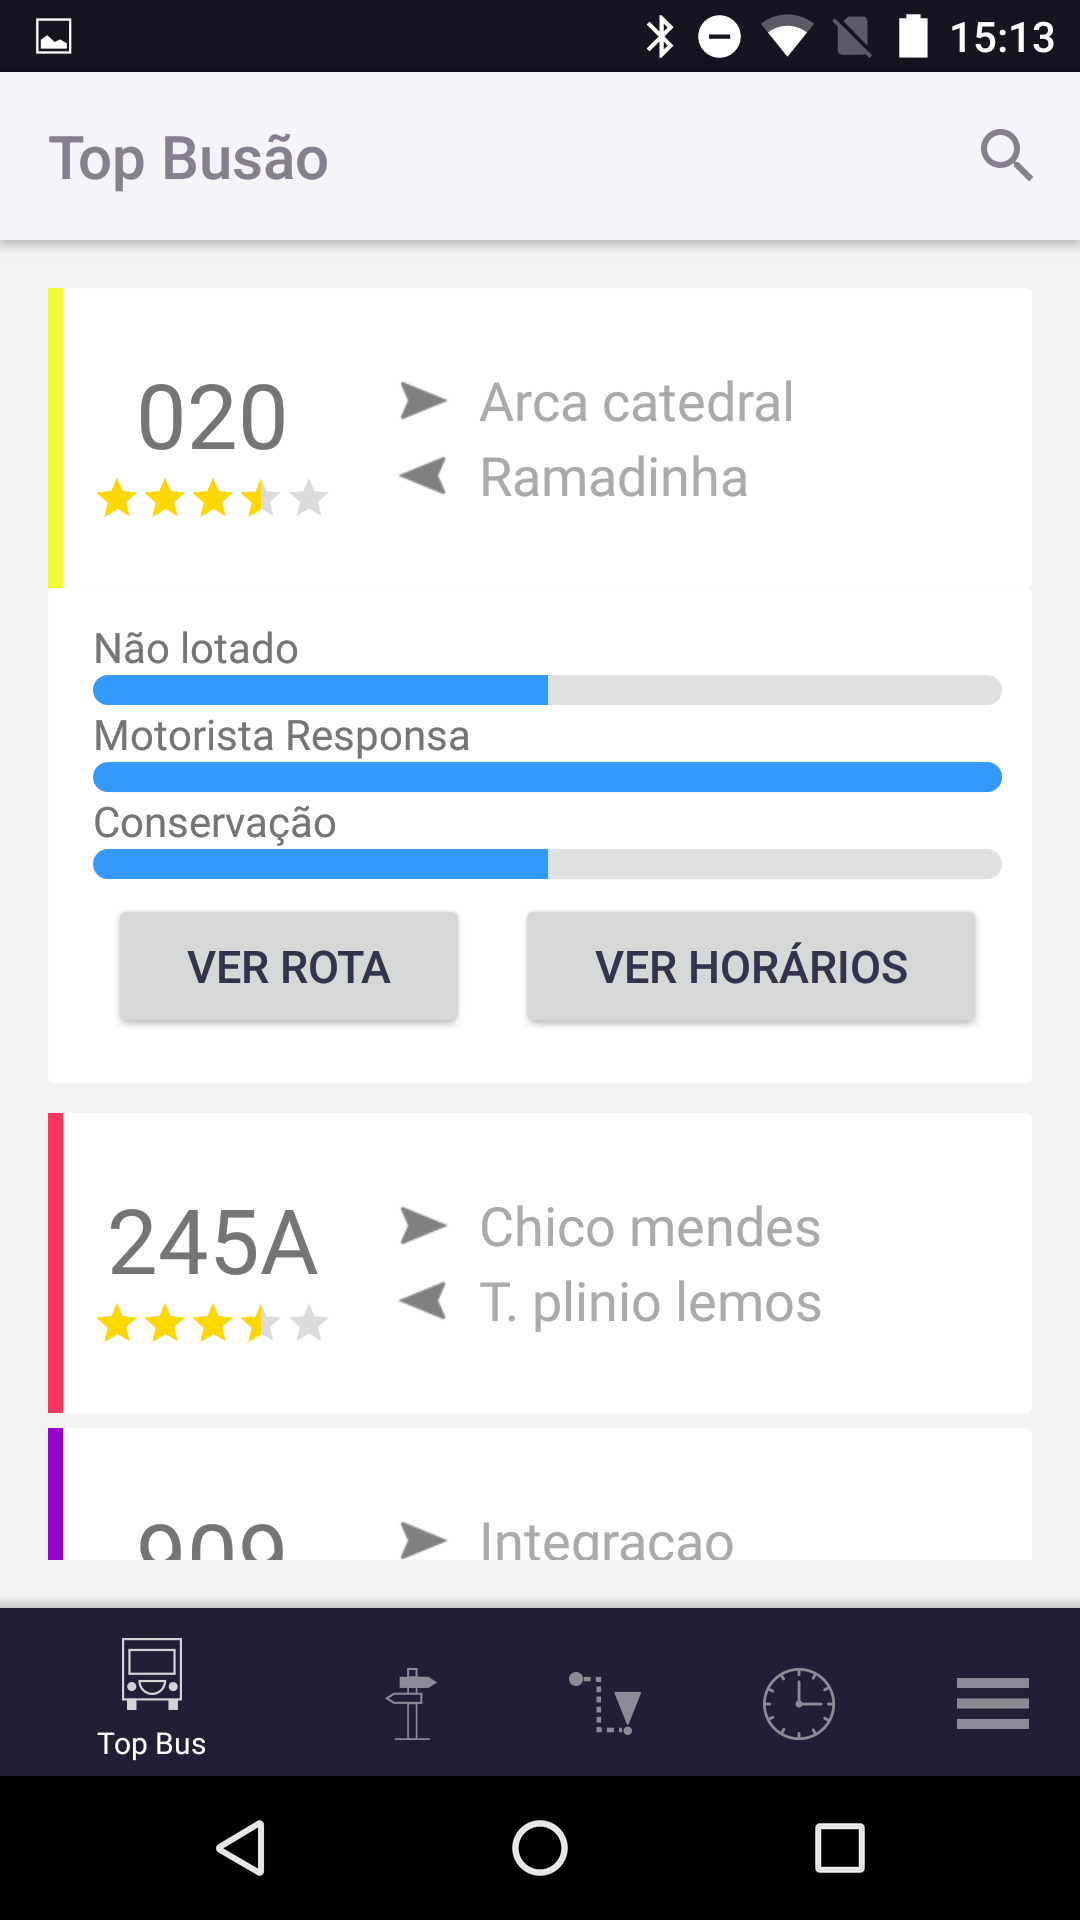 15:13
Top Busão
020
Arca catedral
Ramadinha
Não lotado
Motorista Responsa
Conservação
VER ROTA
VER HORÁRIOS
245A
Chico mendes
T. plinio lemos
909
Integracao
Top Bus